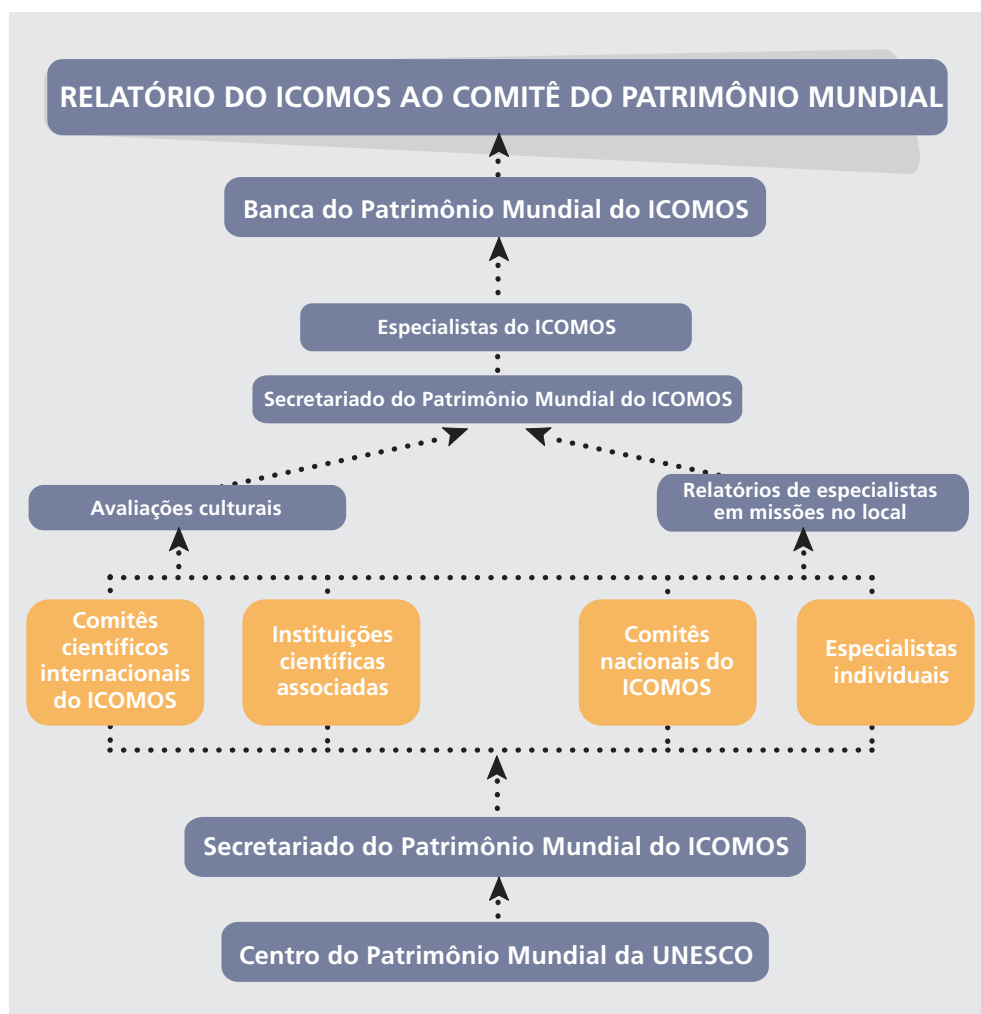 RELATÓRIO DO ICOMOS AO COMITÊ DO PATRIMÔNIO MUNDIAL
Banca do Patrimônio Mundial do ICOMOS
Especialistas do ICOMOS
Secretariado do Patrimônio Mundial do ICOMOS
Avaliações culturais
Relatórios de especialistas
em missões no local
Comitês
científicos
internacionais
do ICOMOS
Instituições
científicas
associadas
Comitês
nacionais do
ICOMOS
Especialistas
individuais
Secretariado do Patrimônio Mundial do ICOMOS
Centro do Patrimônio Mundial da UNESCO